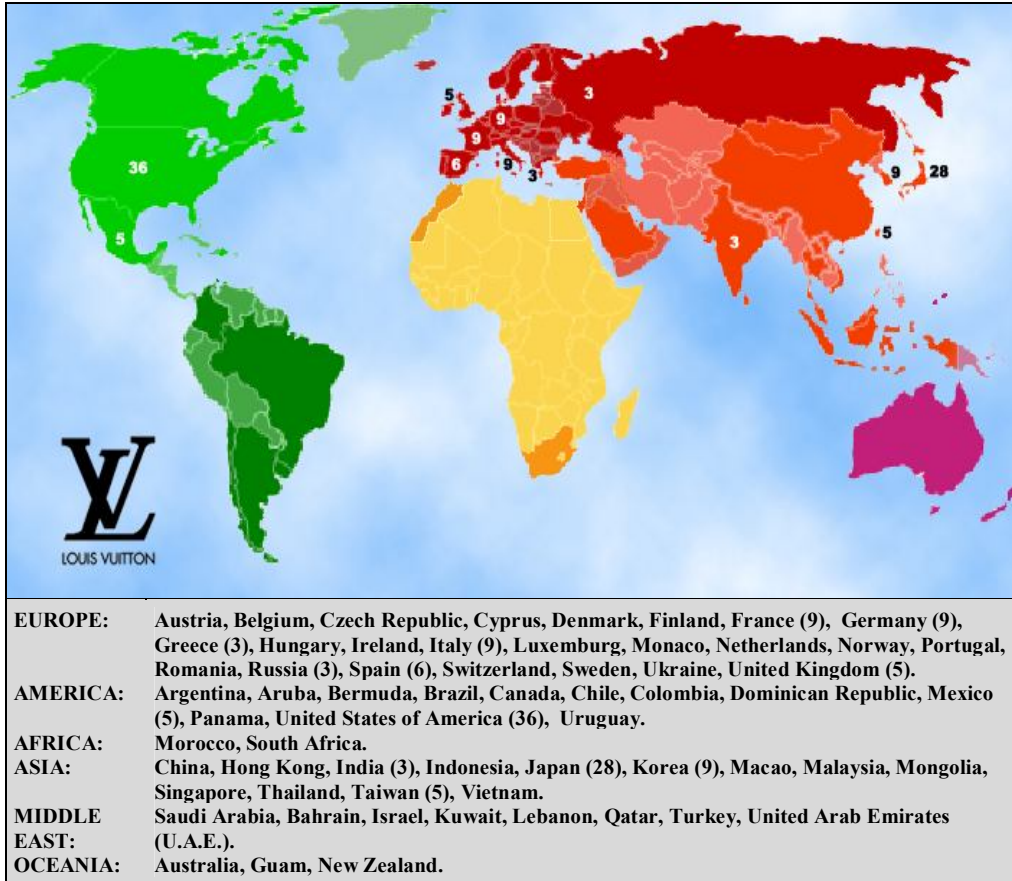 5
3
9
9
6
9
3
36
5
9
28
5
3
LV
LOUIS VUITTON
EUROPE: Austria, Belgium, Czech Republic, Cyprus, Denmark, Finland, France (9), Germany (9),
Greece (3), Hungary, Ireland, Italy (9), Luxemburg, Monaco, Netherlands, Norway, Portugal,
Romania, Russia (3), Spain (6), Switzerland, Sweden, Ukraine, United Kingdom (5).
AMERICA: Argentina, Aruba, Bermuda, Brazil, Canada, Chile, Colombia, Dominican Republic, Mexico
(5), Panama, United States of America (36), Uruguay.
AFRICA: Morocco, South Africa.
ASIA: China, Hong Kong, India (3), Indonesia, Japan (28), Korea (9), Macao, Malaysia, Mongolia,
Singapore, Thailand, Taiwan (5), Vietnam.
MIDDLE Saudi Arabia, Bahrain, Israel, Kuwait, Lebanon, Qatar, Turkey, United Arab Emirates
EAST: (U.A.E.).
OCEANIA: Australia, Guam, New Zealand.